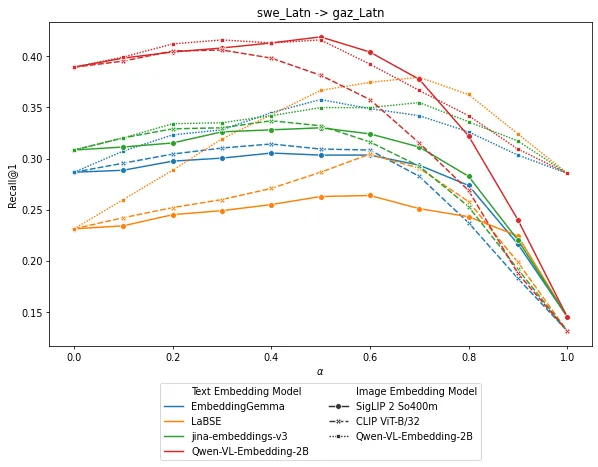 swe_Latn -> gaz_Latn
Recall@1
0.40
0.35
0.30
0.25
0.20
0.15
0.0
0.2
0.4
0.6
0.8
1.0
α
Text Embedding Model
EmbeddingGemma
LaBSE
jina-embeddings-v3
Qwen-VL-Embedding-2B
Image Embedding Model
SigLIP 2 So400m
CLIP ViT-B/32
Qwen-VL-Embedding-2B